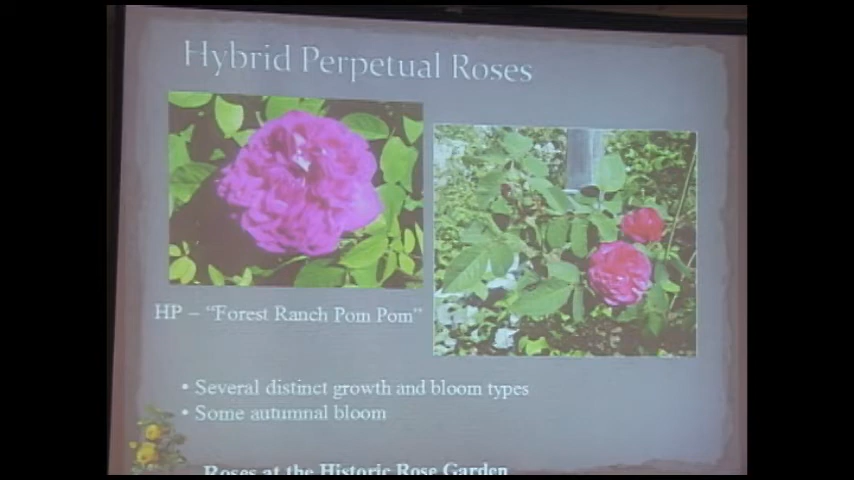 Hybrid Perpetual Roses
HP – “Forest Ranch Pom Pom”
• Several distinct growth and bloom types
• Some autumnal bloom
Roses at the Historic Rose Garden